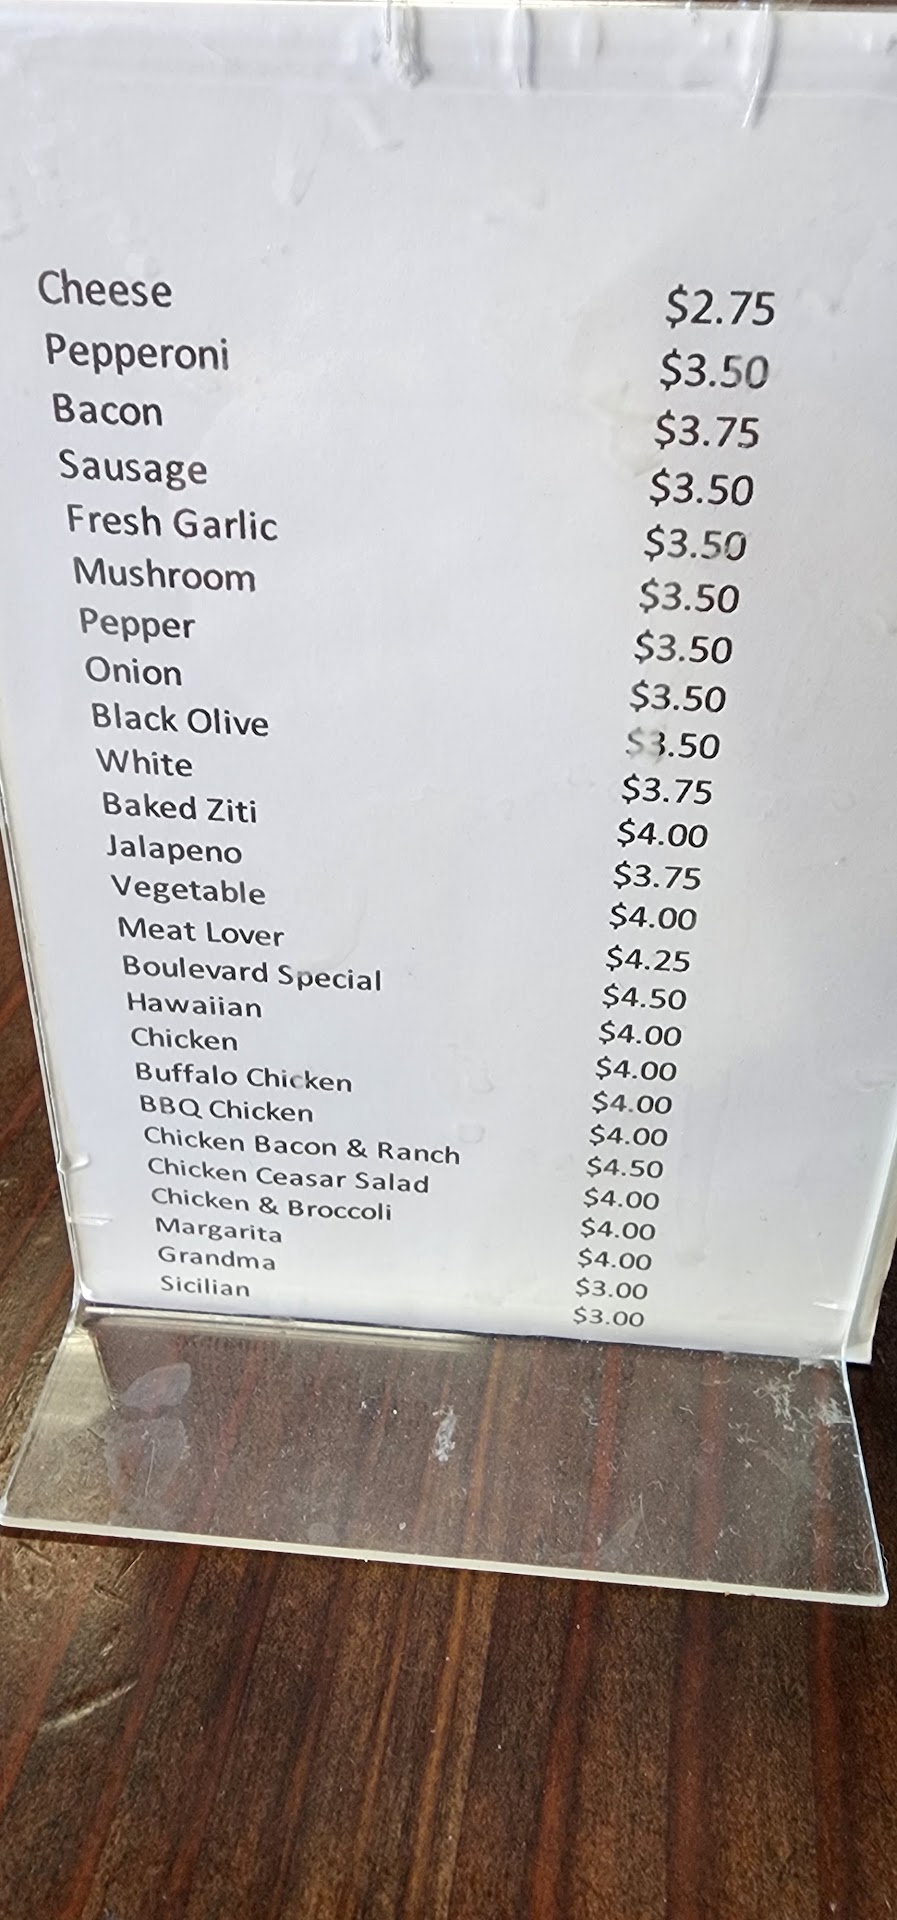 Cheese $2.75
Pepperoni $3.50
Bacon $3.75
Sausage $3.50
Fresh Garlic $3.50
Mushroom $3.50
Pepper $3.50
Onion $3.50
Black Olive $3.50
White $3.75
Baked Ziti $4.00
Jalapeno $3.75
Vegetable $4.00
Meat Lover $4.25
Boulevard Special $4.50
Hawaiian $4.00
Chicken $4.00
Buffalo Chicken $4.00
BBQ Chicken $4.00
Chicken Bacon & Ranch $4.50
Chicken Ceasar Salad $4.00
Chicken & Broccoli $4.00
Margarita $4.00
Grandma $3.00
Sicilian $3.00